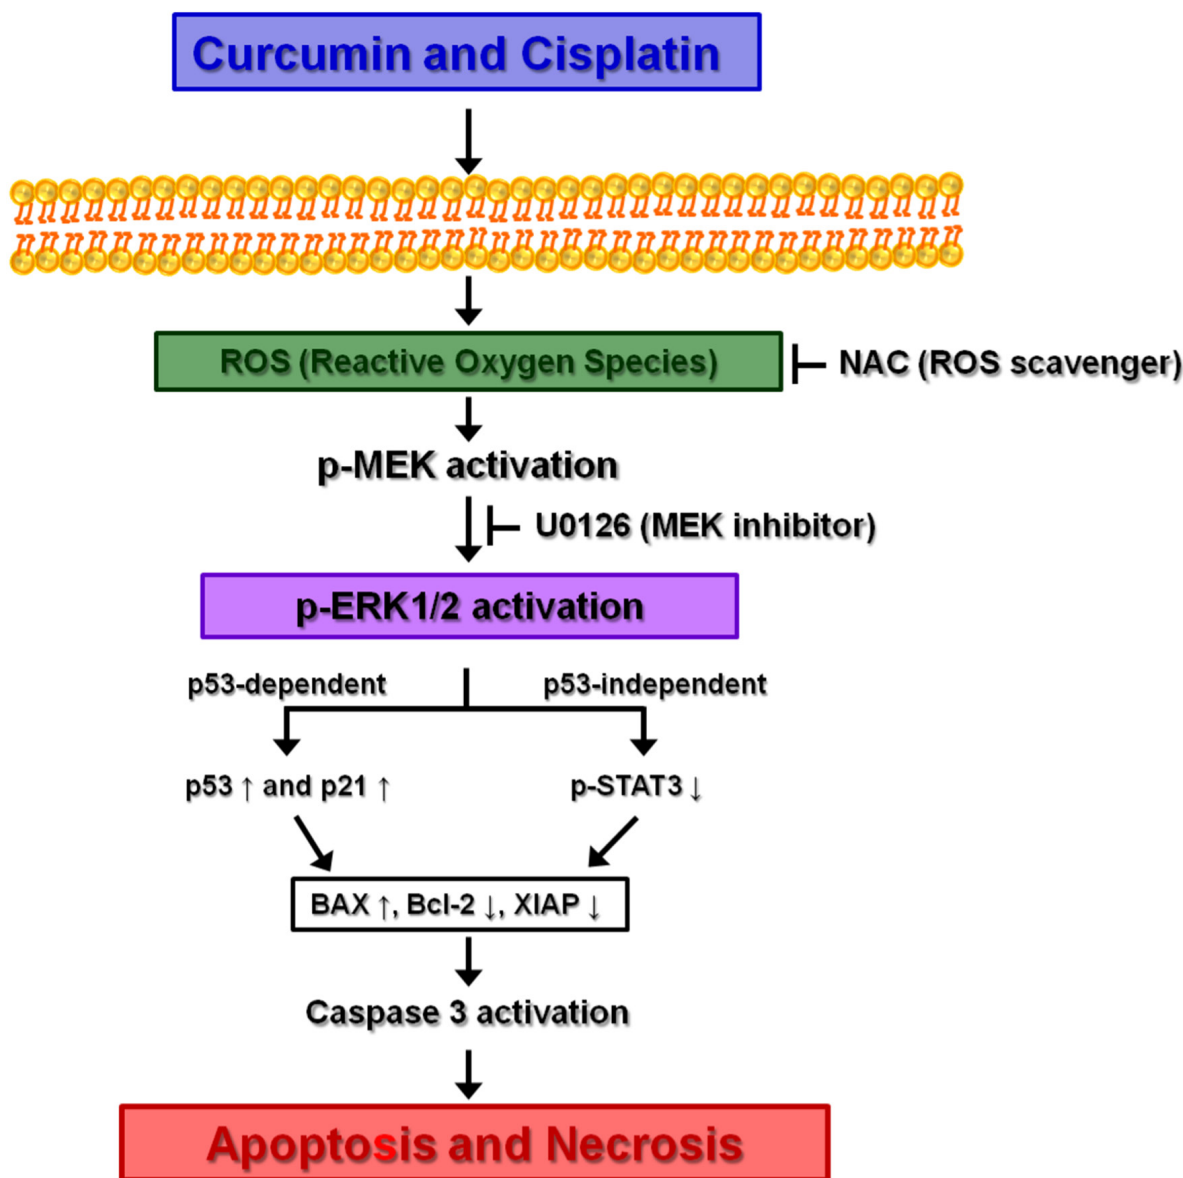 Curcumin and Cisplatin
ROS (Reactive Oxygen Species)
NAC (ROS scavenger)
p-MEK activation
U0126 (MEK inhibitor)
p-ERK1/2 activation
p53-dependent
p53-independent
p53 ↑ and p21 ↑
p-STAT3 ↓
BAX ↑, Bcl-2 ↓, XIAP ↓
Caspase 3 activation
Apoptosis and Necrosis